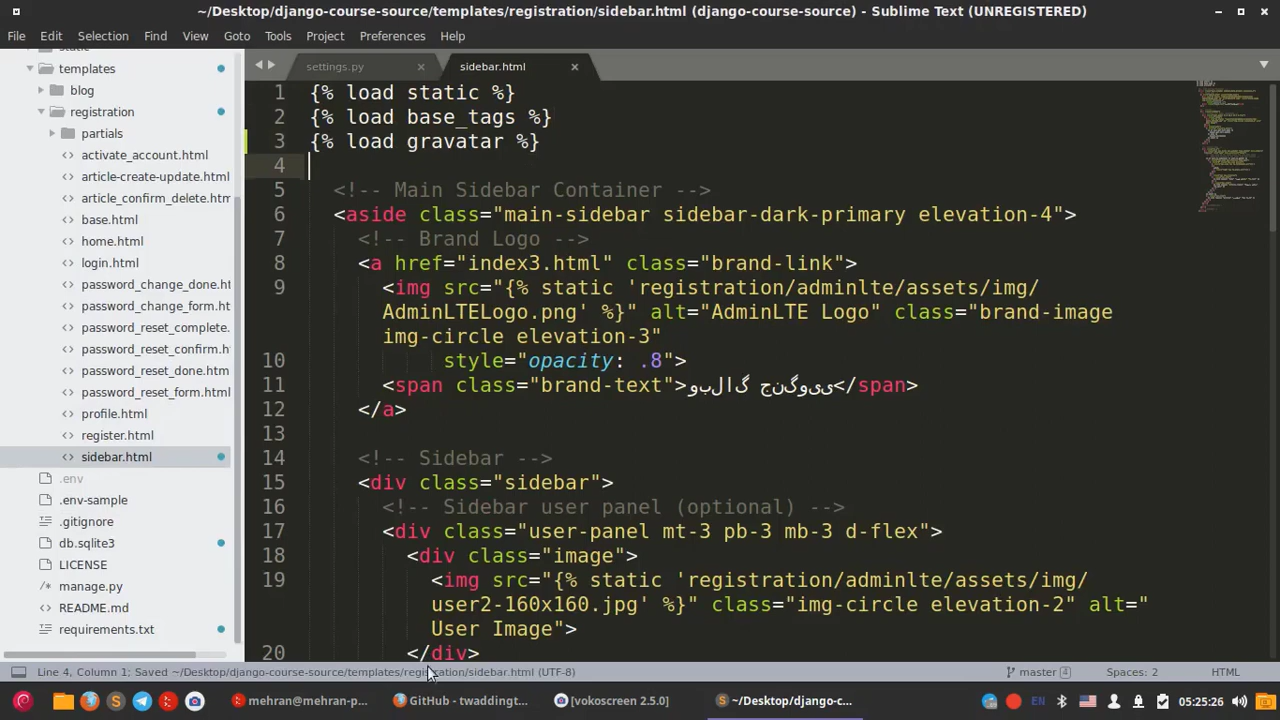 ~/Desktop/django-course-source/templates/registration/sidebar.html (django-course-source) - Sublime Text (UNREGISTERED)
File Edit Selection Find View Goto Tools Project Preferences Help
templates
blog
registration
partials
activate_account.html
article-create-update.html
article_confirm_delete.htm
base.html
home.html
login.html
password_change_done.ht
password_change_form.ht
password_reset_complete.
password_reset_confirm.h
password_reset_done.htm
password_reset_form.html
profile.html
register.html
sidebar.html
.env
.env-sample
.gitignore
db.sqlite3
LICENSE
manage.py
README.md
requirements.txt
settings.py
sidebar.html
1 {% load static %}
2 {% load base_tags %}
3 {% load gravatar %}
4
5 <!-- Main Sidebar Container -->
6 <aside class="main-sidebar sidebar-dark-primary elevation-4">
7 <!-- Brand Logo -->
8 <a href="index3.html" class="brand-link">
9 <img src="{% static 'registration/adminlte/assets/img/
AdminLTELogo.png' %}" alt="AdminLTE Logo" class="brand-image
img-circle elevation-3"
10 style="opacity: .8">
11 <span class="brand-text">وبلاگ جنگویی</span>
12 </a>
13
14 <!-- Sidebar -->
15 <div class="sidebar">
16 <!-- Sidebar user panel (optional) -->
17 <div class="user-panel mt-3 pb-3 mb-3 d-flex">
18 <div class="image">
19 <img src="{% static 'registration/adminlte/assets/img/
user2-160x160.jpg' %}" class="img-circle elevation-2" alt="
User Image">
20 </div>
Line 4, Column 1; Saved ~/Desktop/django-course-source/templates/registration/sidebar.html (UTF-8)
master 4
Spaces: 2
HTML
mehran@mehran-p...
GitHub - twaddingt...
[vokoscreen 2.5.0]
~/Desktop/django-c...
EN
05:25:26